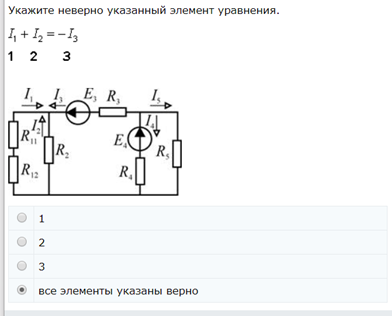 Укажите неверно указанный элемент уравнения.
I₁ + I₂ = −I₃
1 2 3
I₁ I₃ E₃ R₃ I₅
R₁₁ I₂ R₂ E₄ I₄ R₅
R₁₂ R₄
1
2
3
все элементы указаны верно